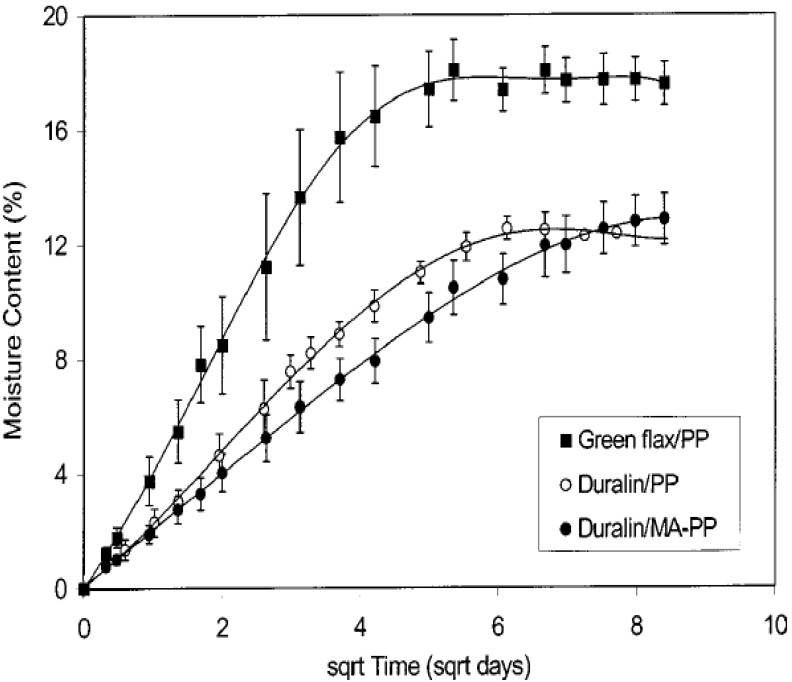 20
16
12
8
4
0
Moisture Content (%)
Green flax/PP
Duralin/PP
Duralin/MA-PP
0 2 4 6 8 10
sqrt Time (sqrt days)